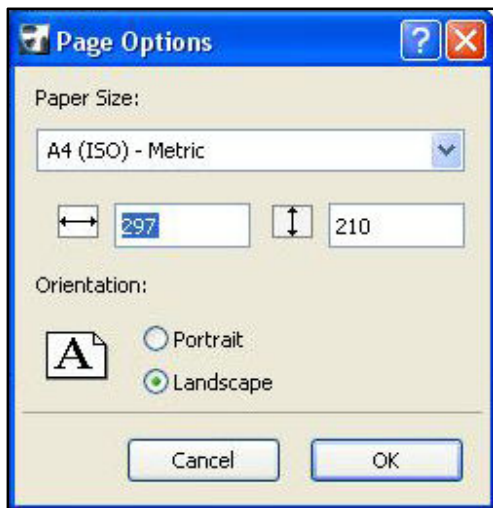 Page Options
?
Paper Size:
A4 (ISO) - Metric
297 210
Orientation:
A
Portrait
Landscape
Cancel OK